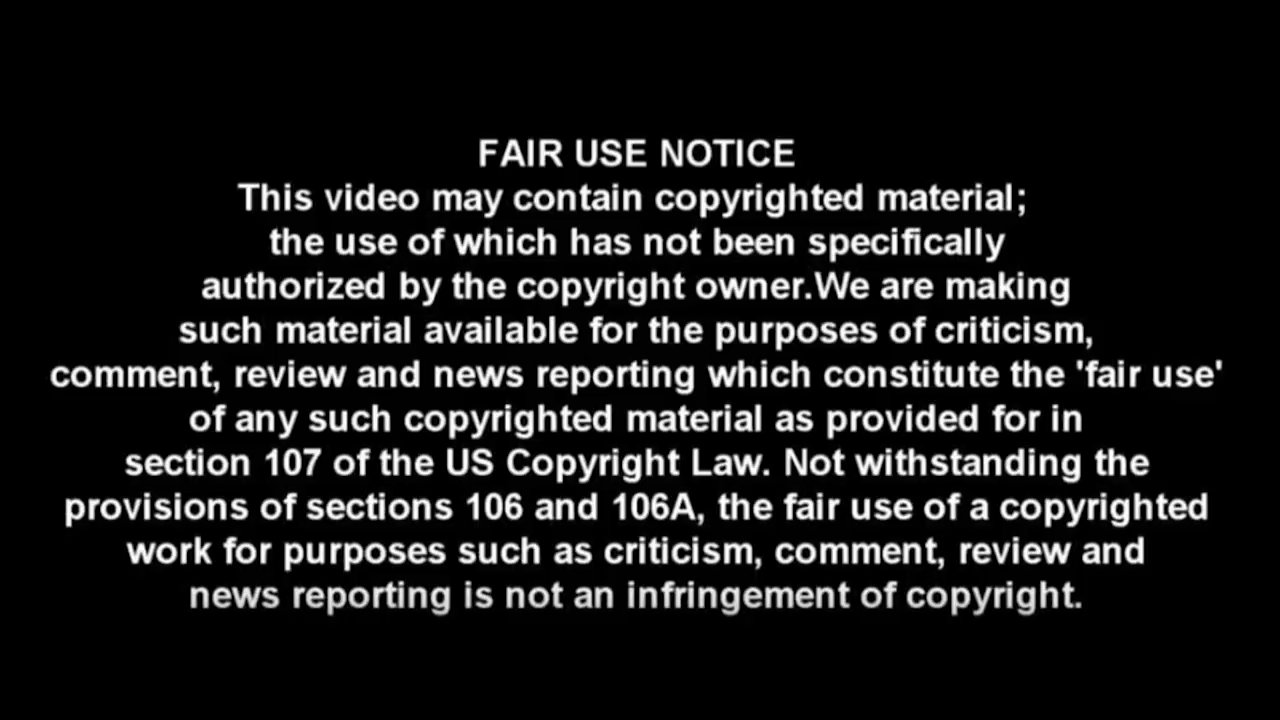 FAIR USE NOTICE
This video may contain copyrighted material;
the use of which has not been specifically
authorized by the copyright owner.We are making
such material available for the purposes of criticism,
comment, review and news reporting which constitute the 'fair use'
of any such copyrighted material as provided for in
section 107 of the US Copyright Law. Not withstanding the
provisions of sections 106 and 106A, the fair use of a copyrighted
work for purposes such as criticism, comment, review and
news reporting is not an infringement of copyright.